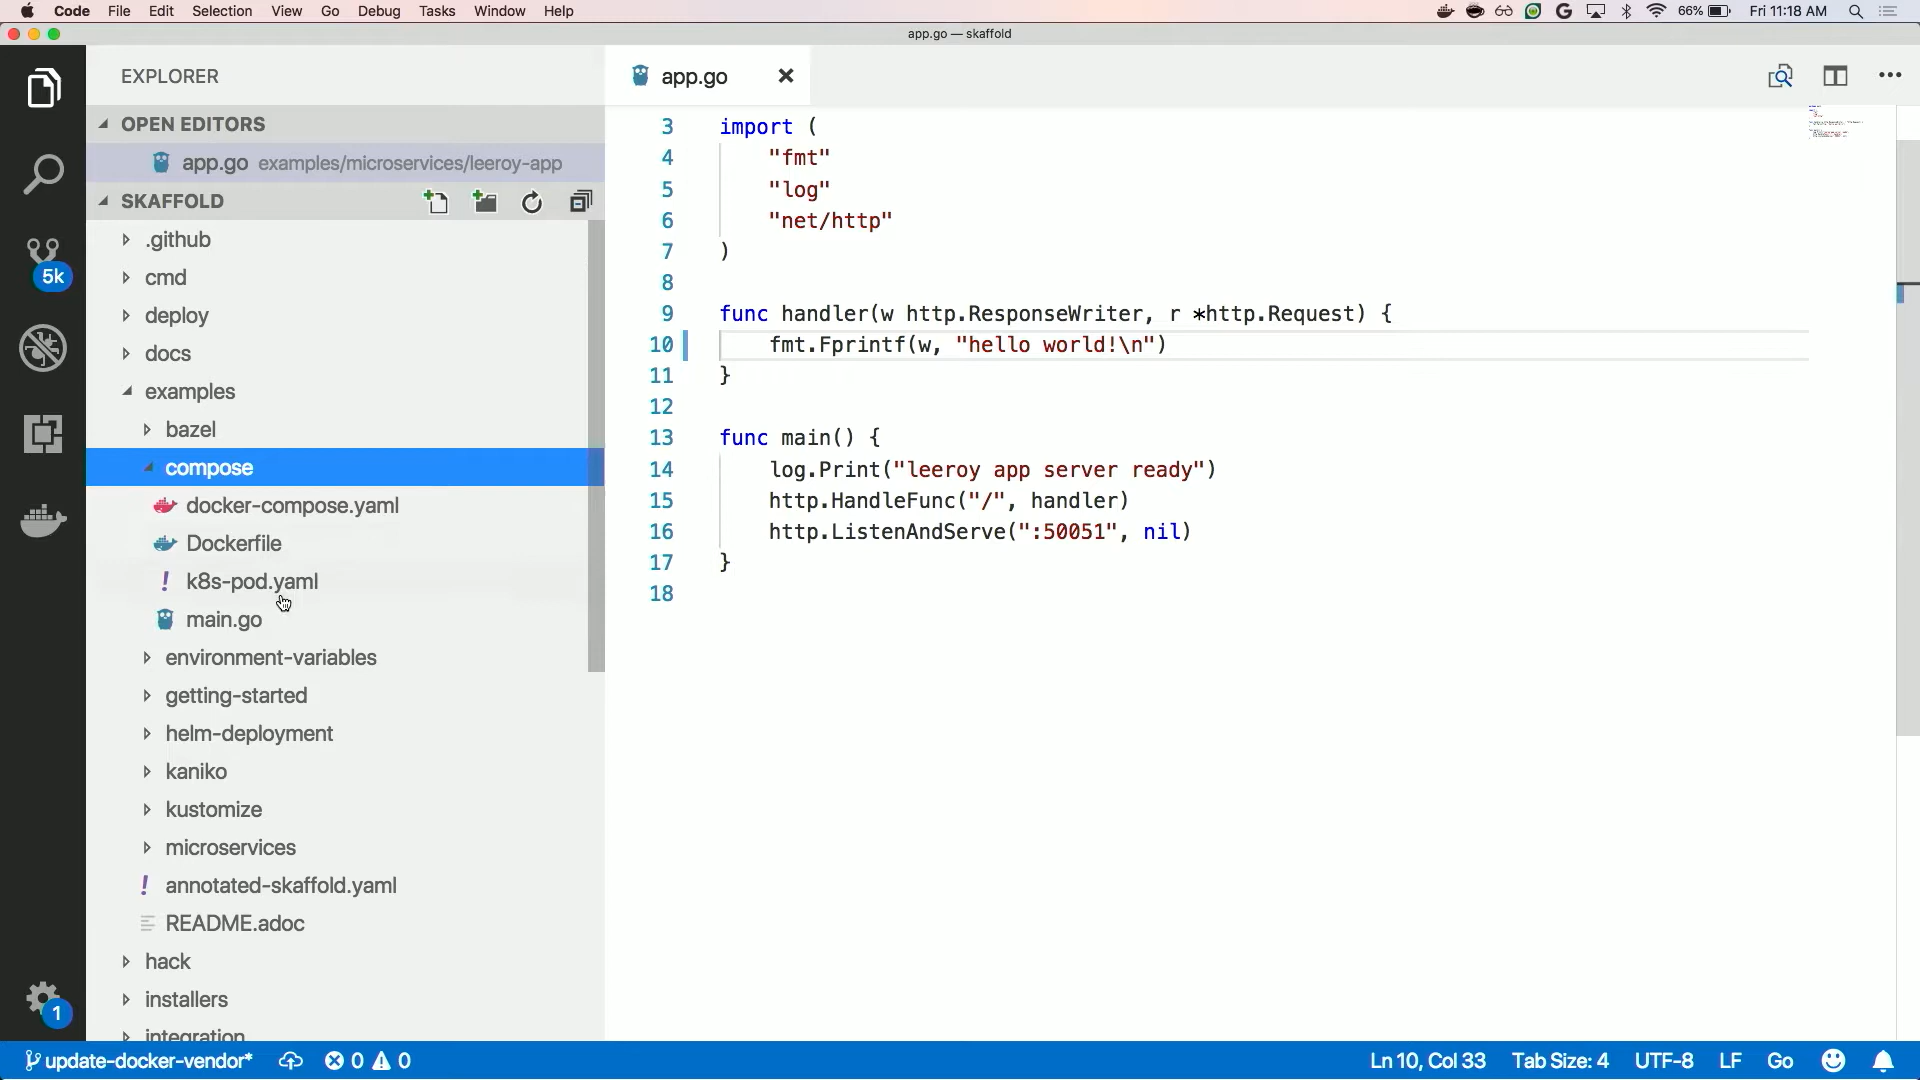 Code File Edit Selection View Go Debug Tasks Window Help 66% Fri 11:18 AM
app.go — skaffold
EXPLORER
OPEN EDITORS
app.go examples/microservices/leeroy-app
SKAFFOLD
.github
cmd
deploy
docs
examples
bazel
compose
docker-compose.yaml
Dockerfile
k8s-pod.yaml
main.go
environment-variables
getting-started
helm-deployment
kaniko
kustomize
microservices
annotated-skaffold.yaml
README.adoc
hack
installers
integration
5k
1
app.go
3 import (
4 "fmt"
5 "log"
6 "net/http"
7 )
8
9 func handler(w http.ResponseWriter, r *http.Request) {
10 fmt.Fprintf(w, "hello world!\n")
11 }
12
13 func main() {
14 log.Print("leeroy app server ready")
15 http.HandleFunc("/", handler)
16 http.ListenAndServe(":50051", nil)
17 }
18
update-docker-vendor* 0 0 Ln 10, Col 33 Tab Size: 4 UTF-8 LF Go